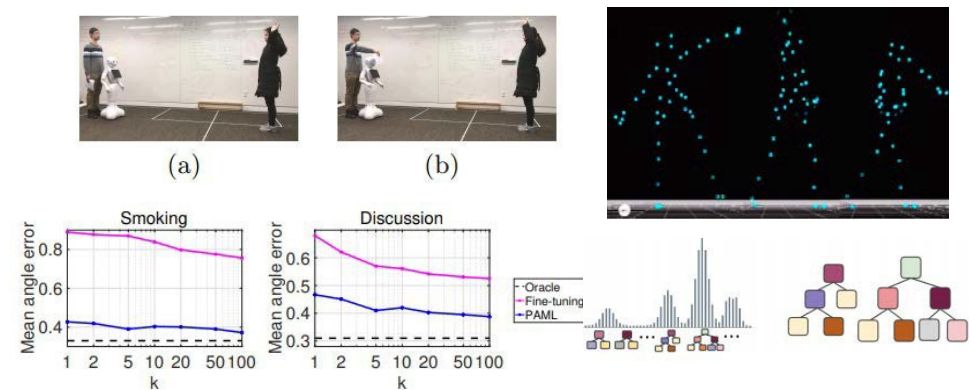 (a)
(b)
Smoking
Mean angle error
0.8
0.6
0.4
1 2 5 10 20 50 100
k
Discussion
Mean angle error
0.6
0.5
0.4
0.3
1 2 5 10 20 50 100
k
Oracle
Fine-tuning
PAML